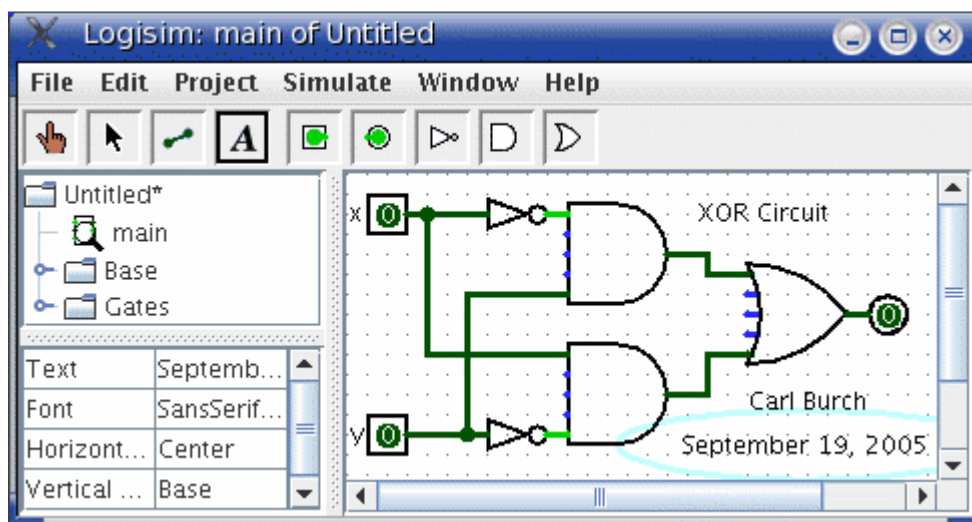 Logisim: main of Untitled
File Edit Project Simulate Window Help
A
Untitled*
main
Base
Gates
x 0
XOR Circuit
0
y 0
Carl Burch
September 19, 2005
Text Septemb...
Font SansSerif...
Horizont... Center
Vertical ... Base